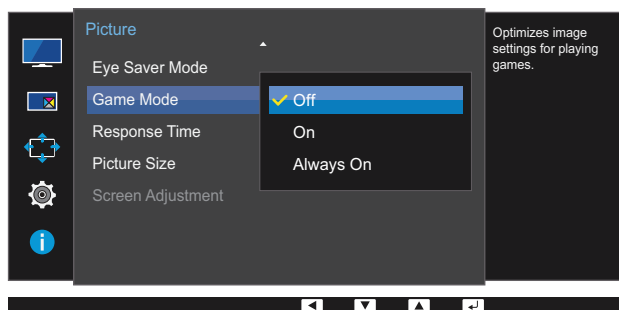 Picture
Eye Saver Mode
Game Mode
Response Time
Picture Size
Screen Adjustment
Off
On
Always On
Optimizes image
settings for playing
games.